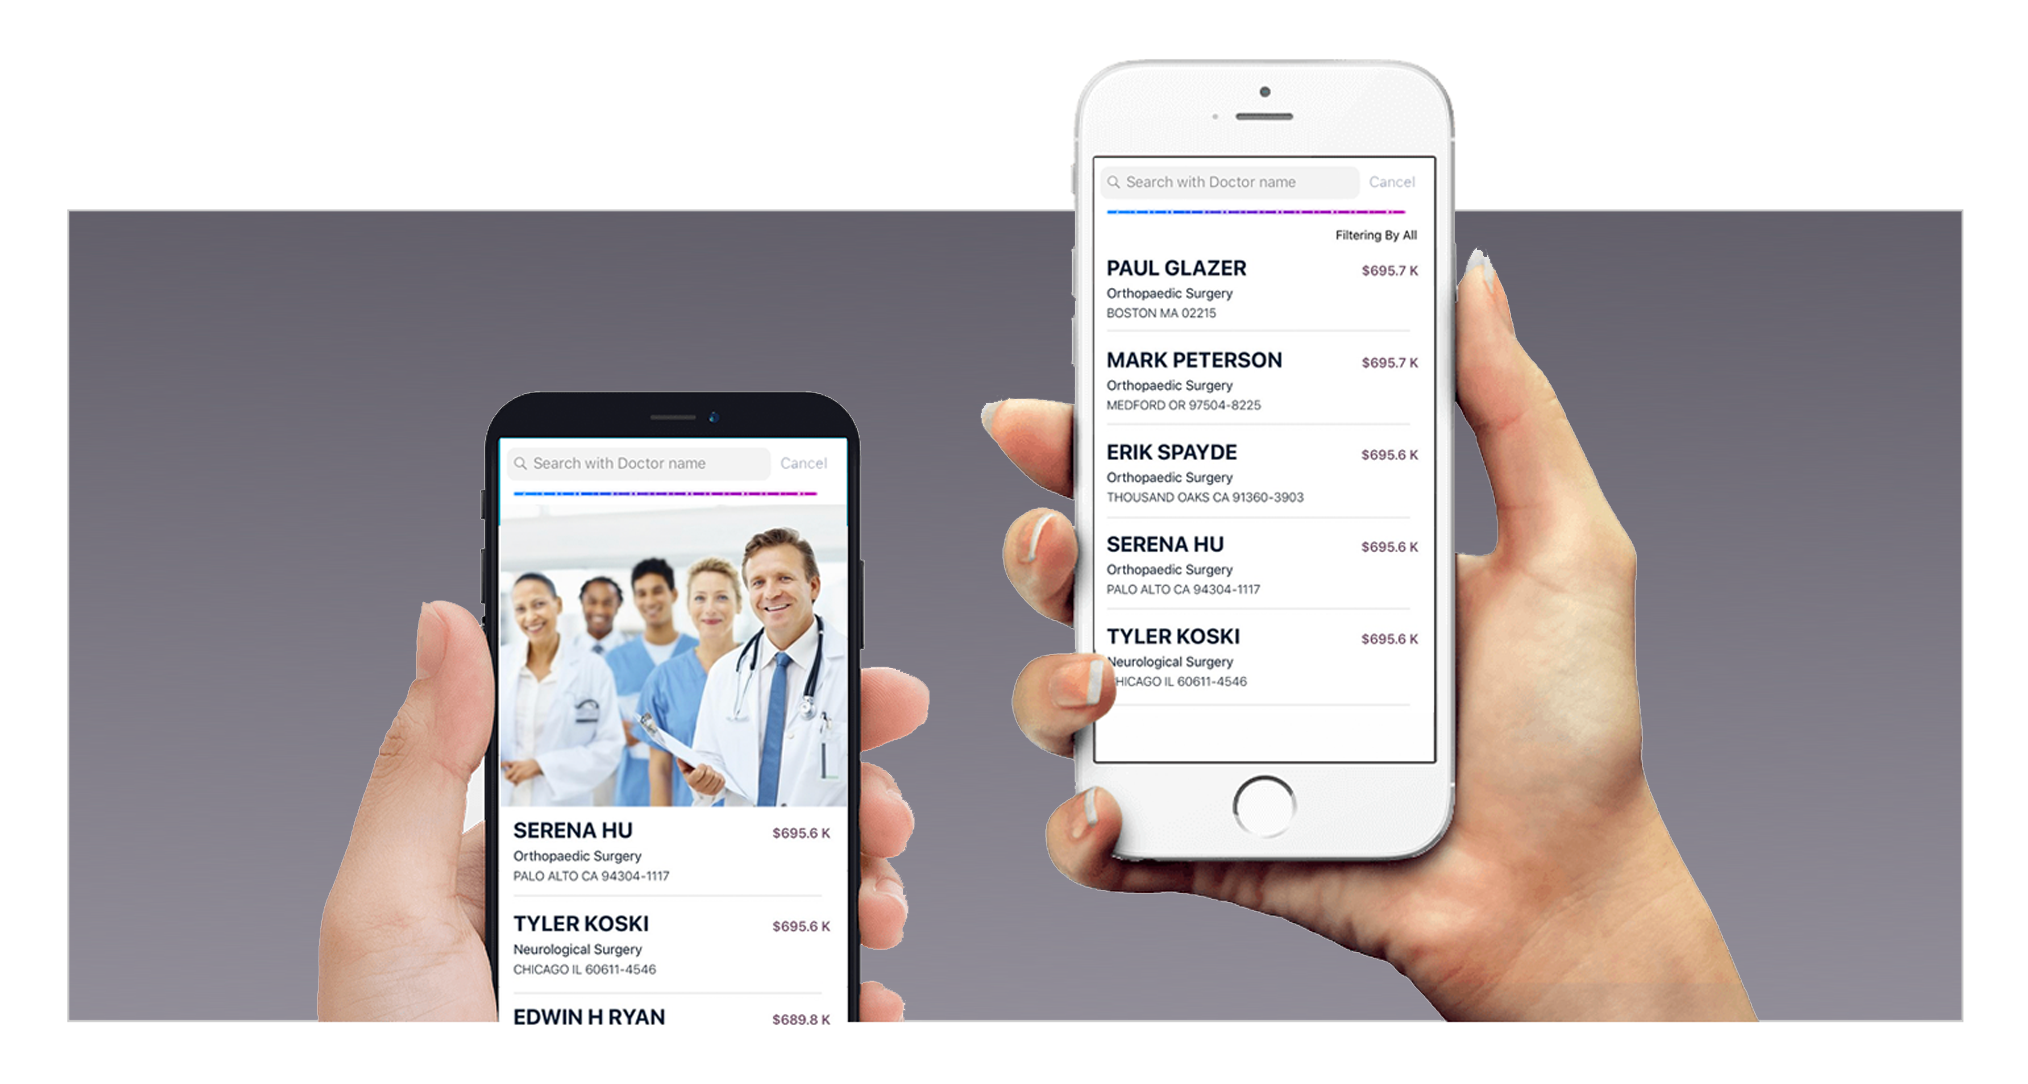 Search with Doctor name Cancel
SERENA HU $695.6 K
Orthopaedic Surgery
PALO ALTO CA 94304-1117
TYLER KOSKI $695.6 K
Neurological Surgery
CHICAGO IL 60611-4546
EDWIN H RYAN $689.8 K
Search with Doctor name Cancel
Filtering By All
PAUL GLAZER $695.7 K
Orthopaedic Surgery
BOSTON MA 02215
MARK PETERSON $695.7 K
Orthopaedic Surgery
MEDFORD OR 97504-8225
ERIK SPAYDE $695.6 K
Orthopaedic Surgery
THOUSAND OAKS CA 91360-3903
SERENA HU $695.6 K
Orthopaedic Surgery
PALO ALTO CA 94304-1117
TYLER KOSKI $695.6 K
Neurological Surgery
CHICAGO IL 60611-4546